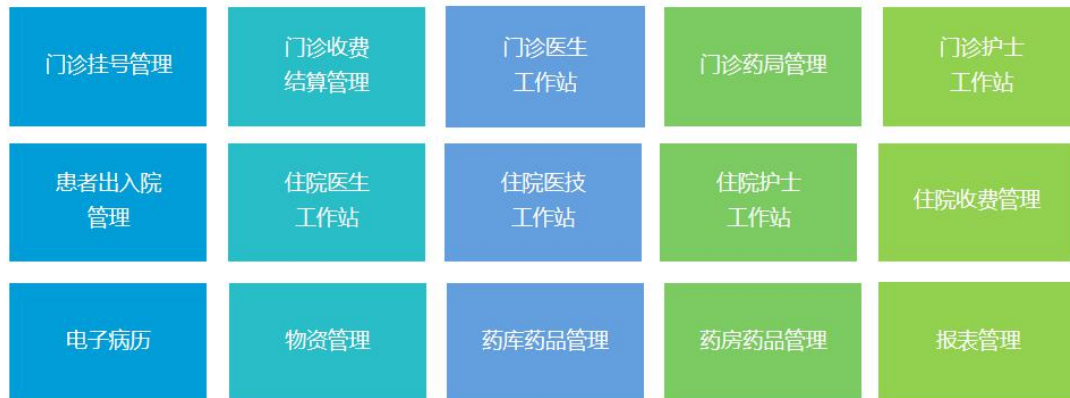 门诊挂号管理
门诊收费
结算管理
门诊医生
工作站
门诊药局管理
门诊护士
工作站
患者出入院
管理
住院医生
工作站
住院医技
工作站
住院护士
工作站
住院收费管理
电子病历
物资管理
药库药品管理
药房药品管理
报表管理